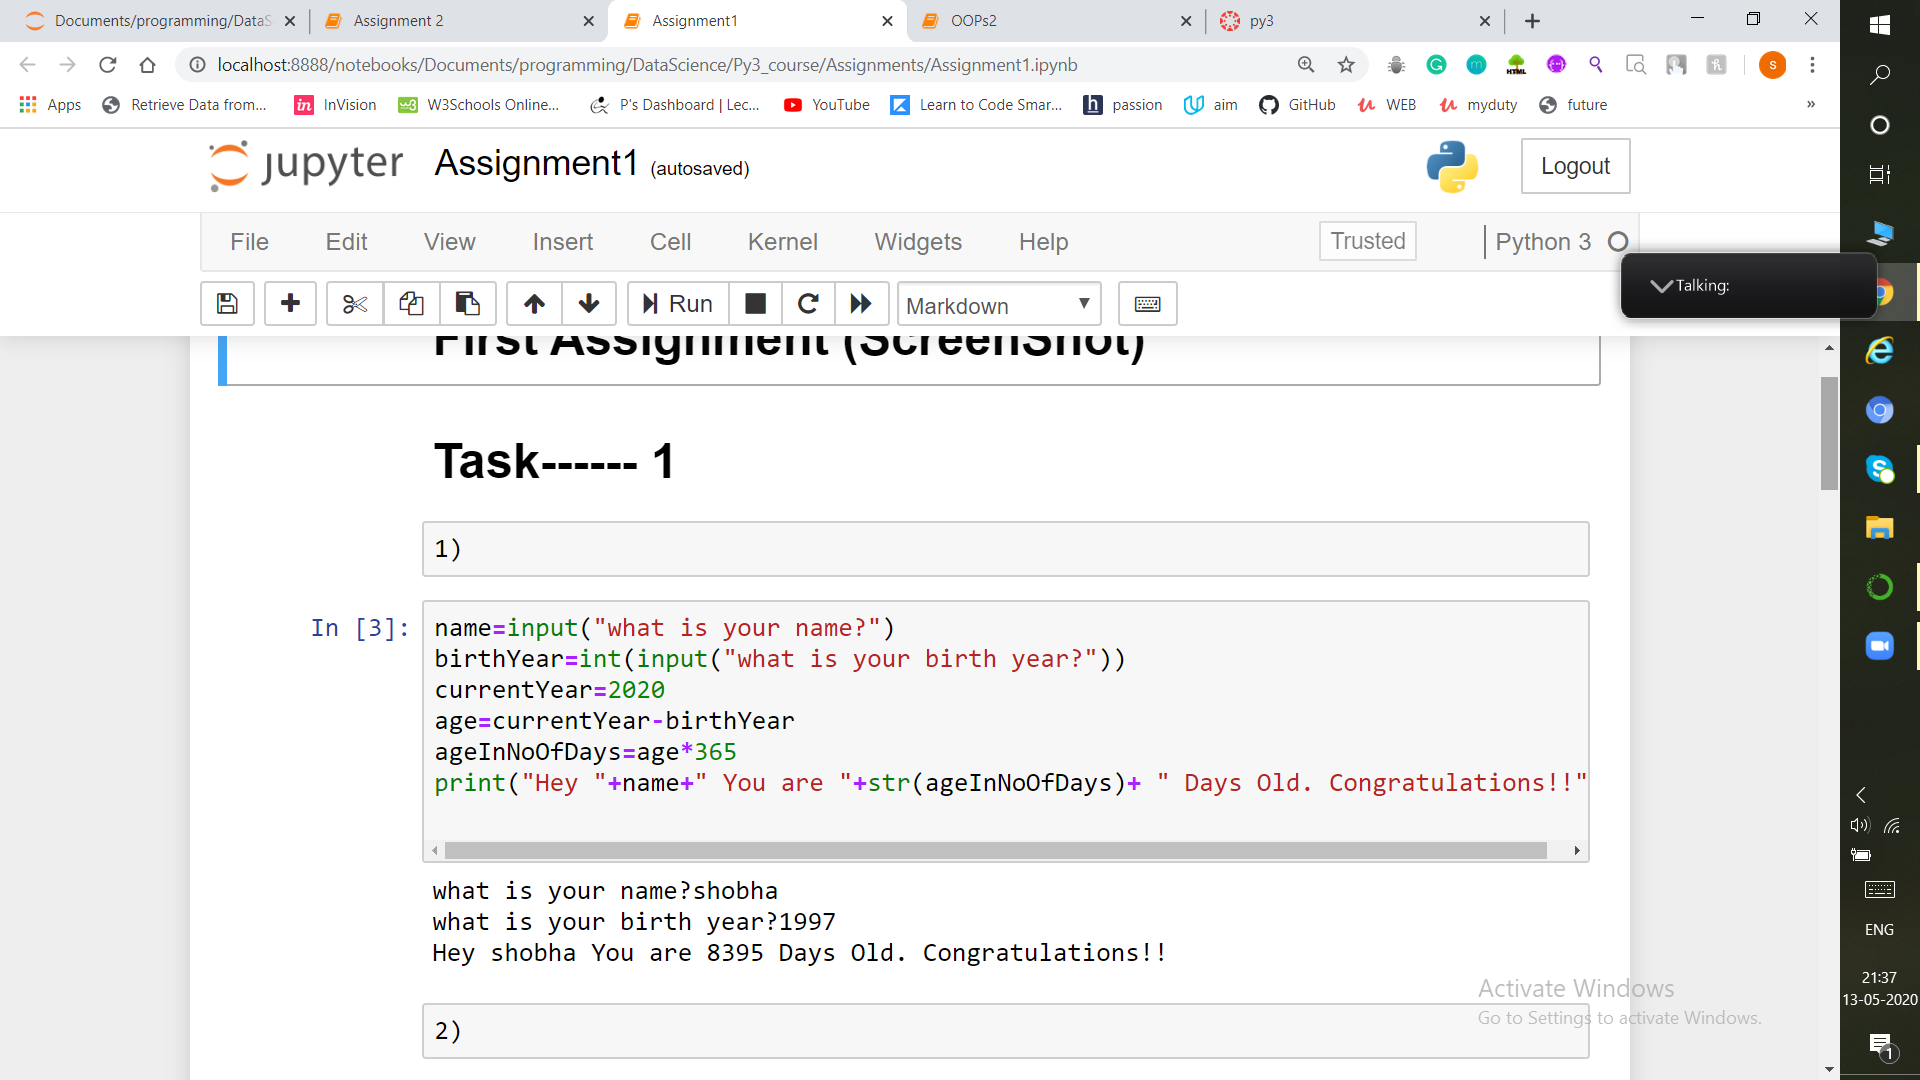 Documents/programming/DataS
Assignment 2
Assignment1
OOPs2
py3
localhost:8888/notebooks/Documents/programming/DataScience/Py3_course/Assignments/Assignment1.ipynb
Apps
Retrieve Data from...
InVision
W3Schools Online...
P's Dashboard | Lec...
YouTube
Learn to Code Smar...
passion
aim
GitHub
WEB
myduty
future
»
jupyter Assignment1 (autosaved)
Logout
File Edit View Insert Cell Kernel Widgets Help
Trusted
Python 3
Talking:
Run
Markdown
First Assignment (ScreenShot)
Task------ 1
1)
In [3]:
name=input("what is your name?")
birthYear=int(input("what is your birth year?"))
currentYear=2020
age=currentYear-birthYear
ageInNoOfDays=age*365
print("Hey "+name+" You are "+str(ageInNoOfDays)+ " Days Old. Congratulations!!"
what is your name?shobha
what is your birth year?1997
Hey shobha You are 8395 Days Old. Congratulations!!
2)
Activate Windows
Go to Settings to activate Windows.
ENG
21:37
13-05-2020
1